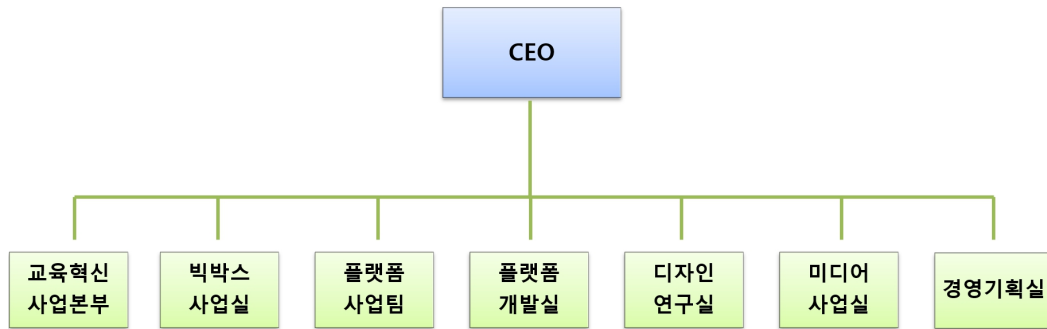 CEO
교육혁신
사업본부
빅박스
사업실
플랫폼
사업팀
플랫폼
개발실
디자인
연구실
미디어
사업실
경영기획실